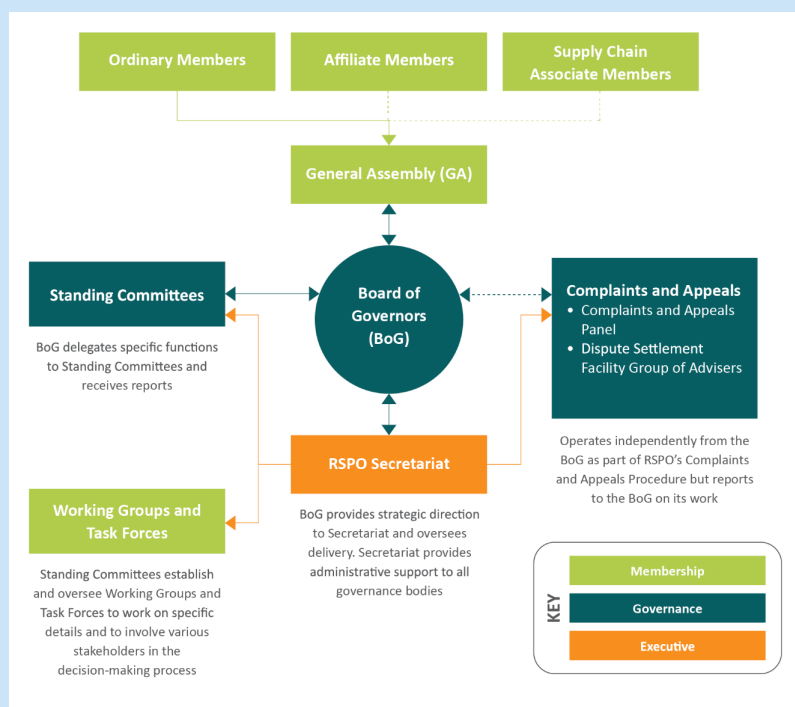 Ordinary Members
Affiliate Members
Supply Chain
Associate Members
General Assembly (GA)
Standing Committees
BoG delegates specific functions
to Standing Committees and
receives reports
Board of
Governors
(BoG)
Complaints and Appeals
• Complaints and Appeals
Panel
• Dispute Settlement
Facility Group of Advisers
Operates independently from the
BoG as part of RSPO's Complaints
and Appeals Procedure but reports
to the BoG on its work
RSPO Secretariat
BoG provides strategic direction
to Secretariat and oversees
delivery. Secretariat provides
administrative support to all
governance bodies
Working Groups and
Task Forces
Standing Committees establish
and oversee Working Groups and
Task Forces to work on specific
details and to involve various
stakeholders in the
decision-making process
KEY
Membership
Governance
Executive